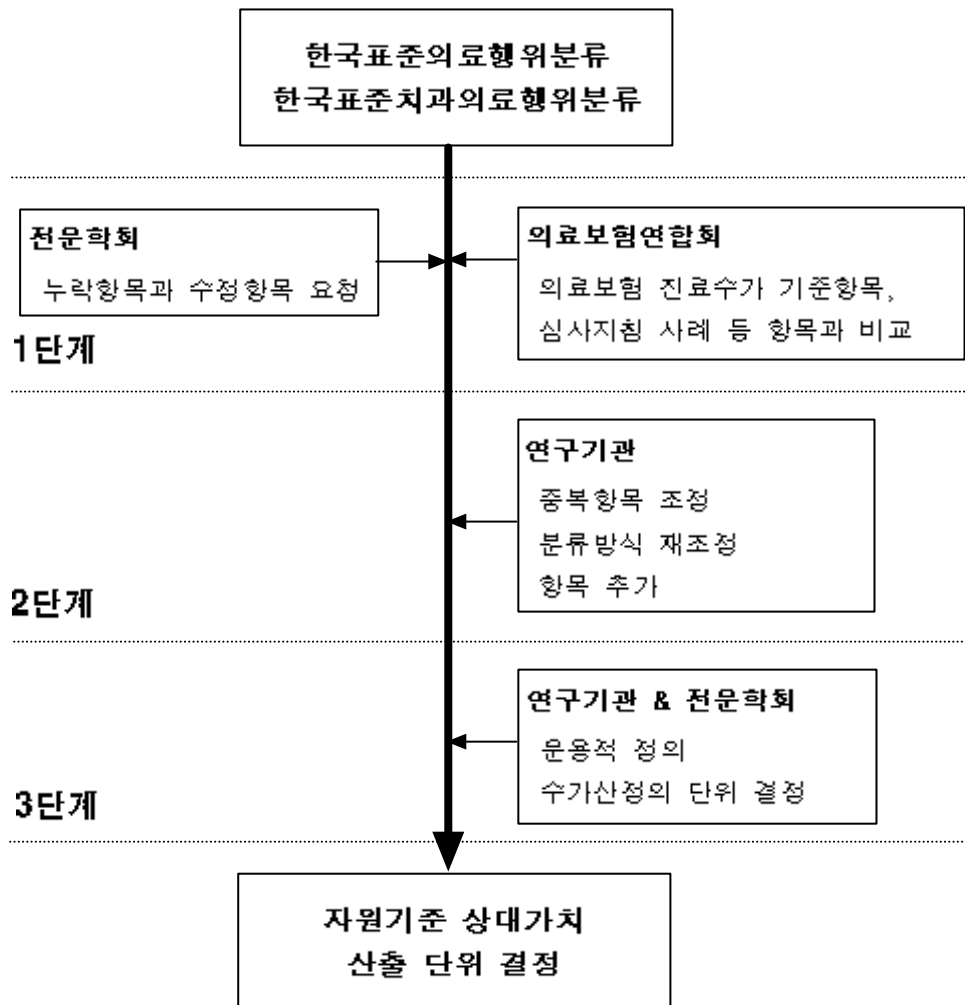 한국표준의료행위분류
한국표준치과의료행위분류
전문학회
누락항목과 수정항목 요청
의료보험연합회
의료보험 진료수가 기준항목,
심사지침 사례 등 항목과 비교
1단계
연구기관
중복항목 조정
분류방식 재조정
항목 추가
2단계
연구기관 & 전문학회
운용적 정의
수가산정의 단위 결정
3단계
자원기준 상대가치
산출 단위 결정